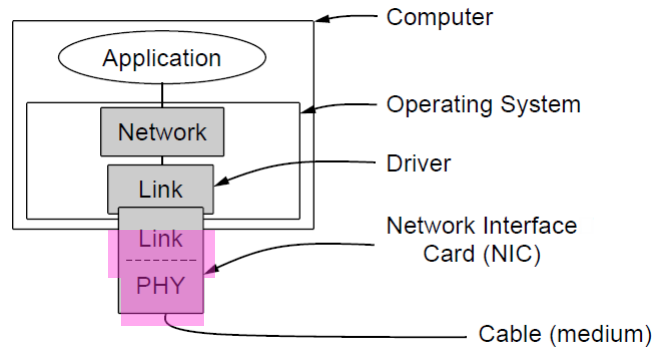 Computer
Application
Operating System
Network
Driver
Link
Network Interface
Card (NIC)
Link
PHY
Cable (medium)